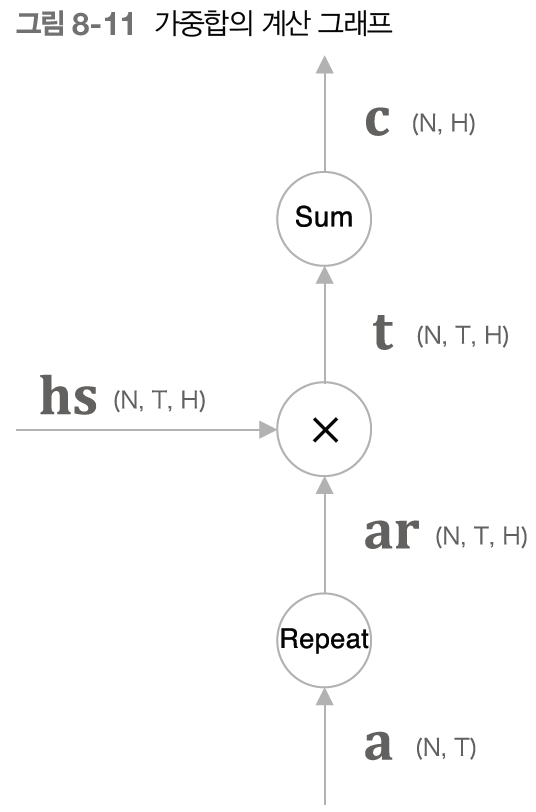 그림 8-11 가중합의 계산 그래프
c (N, H)
Sum
t (N, T, H)
hs (N, T, H)
×
ar (N, T, H)
Repeat
a (N, T)